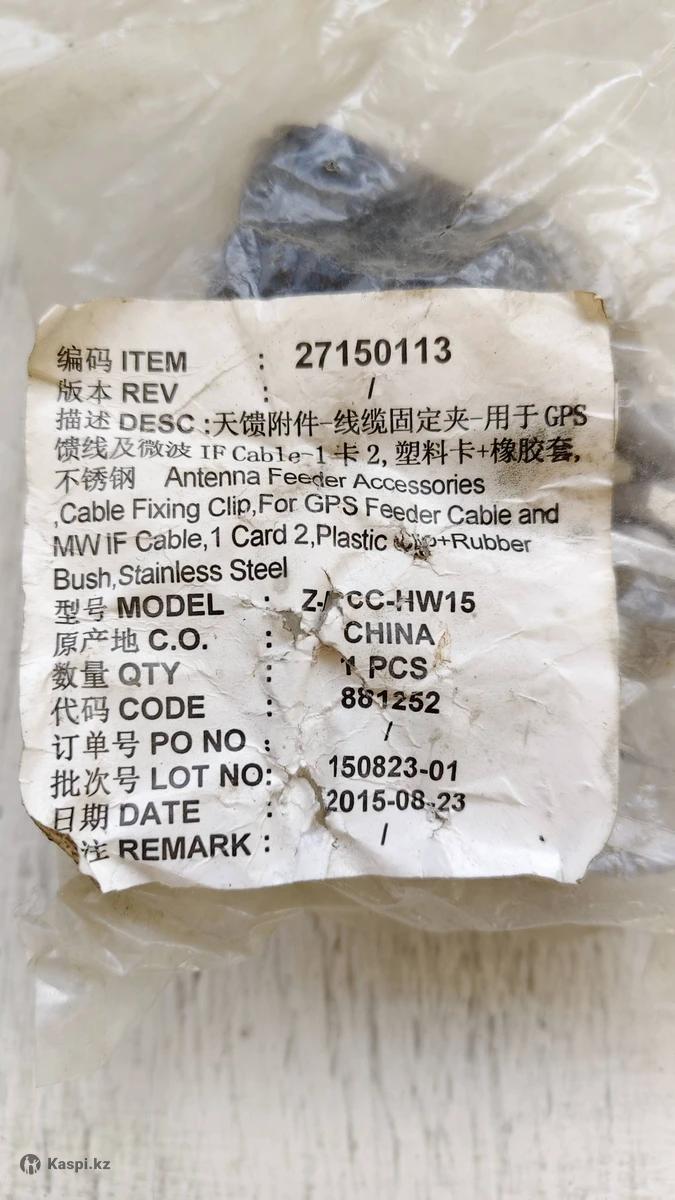 编码 ITEM : 27150113
版本 REV : /
描述 DESC :天馈附件-线缆固定夹-用于GPS
馈线及微波 IF Cable-1卡2,塑料卡+橡胶套,
不锈钢 Antenna Feeder Accessories
,Cable Fixing Clip,For GPS Feeder Cable and
MW IF Cable,1 Card 2,Plastic +Rubber
Bush,Stainless Steel
型号 MODEL :
原产地 C.O. : CHINA
数量 QTY : 1 PCS
代码 CODE : 881252
订单号 PO NO : /
批次号 LOT NO: 150823-01
日期 DATE : 2015-08-23
注 REMARK : /
Kaspi.kz